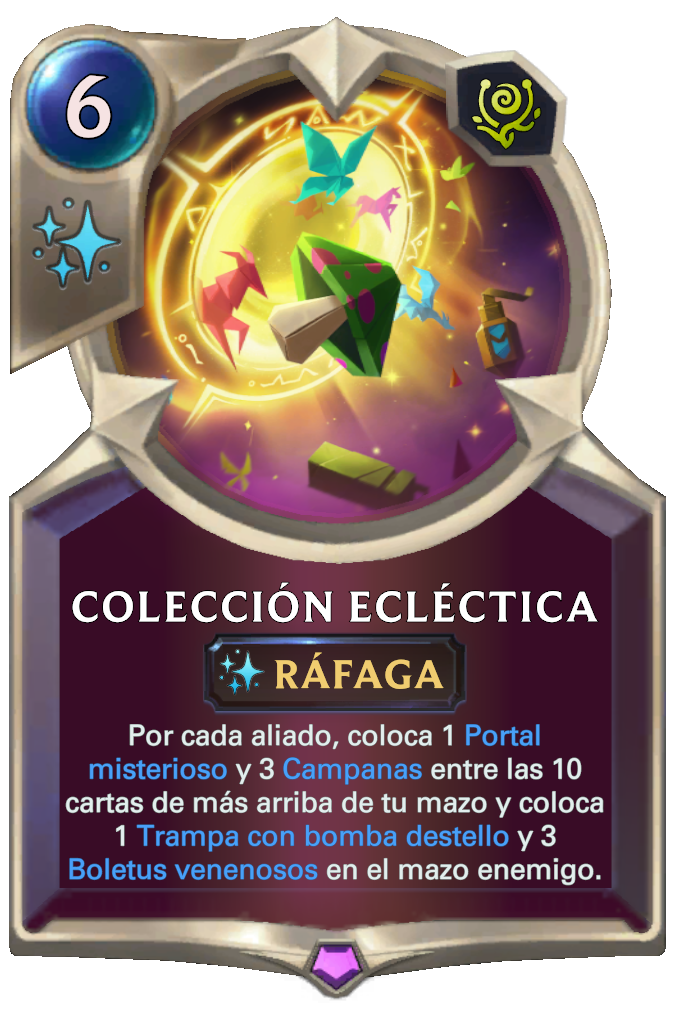 6
COLECCIÓN ECLÉCTICA
RÁFAGA
Por cada aliado, coloca 1 Portal
misterioso y 3 Campanas entre las 10
cartas de más arriba de tu mazo y coloca
1 Trampa con bomba destello y 3
Boletus venenosos en el mazo enemigo.